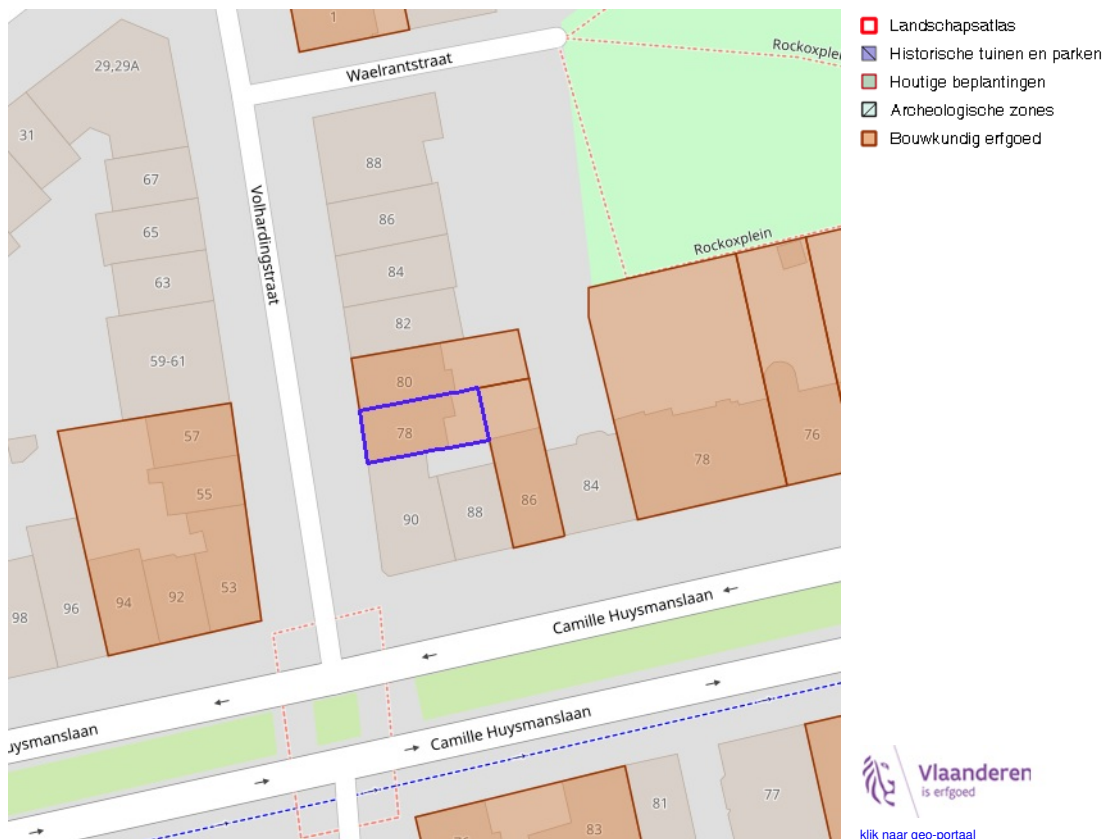 1
29,29A
Waelrantstraat
Rockoxplei
31
88
67
Volhardingstraat
86
65
Rockoxplein
84
63
82
59-61
80
57
78
76
55
78
86
84
90
88
53
94
92
96
98
Camille Huysmanslaan
uysmanslaan
Camille Huysmanslaan
81
77
83
Landschapsatlas
Historische tuinen en parken
Houtige beplantingen
Archeologische zones
Bouwkundig erfgoed
Vlaanderen
is erfgoed
klik naar geo-portaal